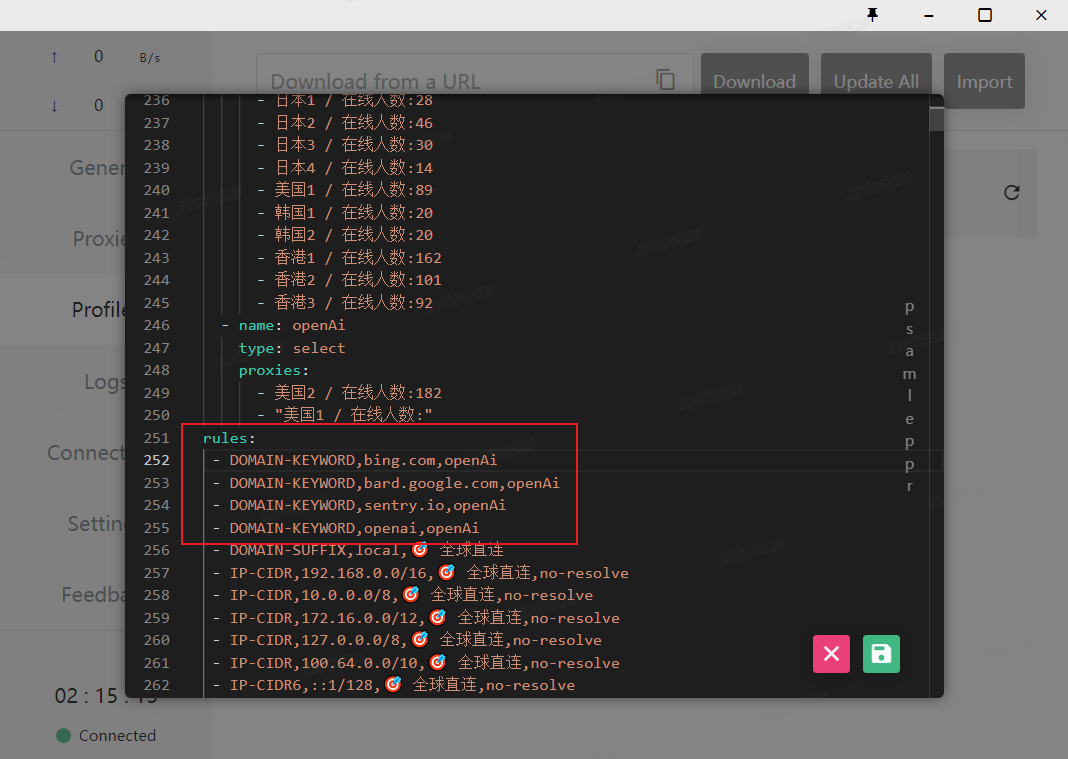 ↑ 0 B/s
↓ 0
Download from a URL
Download
Update All
Import
Gener
Proxie
Profile
Logs
Connect
Settin
Feedba
236 - 日本1 / 在线人数:28
237 - 日本2 / 在线人数:46
238 - 日本3 / 在线人数:30
239 - 日本4 / 在线人数:14
240 - 美国1 / 在线人数:89
241 - 韩国1 / 在线人数:20
242 - 韩国2 / 在线人数:20
243 - 香港1 / 在线人数:162
244 - 香港2 / 在线人数:101
245 - 香港3 / 在线人数:92
246 - name: openAi
247 type: select
248 proxies:
249 - 美国2 / 在线人数:182
250 - "美国1 / 在线人数:"
251 rules:
252 - DOMAIN-KEYWORD,bing.com,openAi
253 - DOMAIN-KEYWORD,bard.google.com,openAi
254 - DOMAIN-KEYWORD,sentry.io,openAi
255 - DOMAIN-KEYWORD,openai,openAi
256 - DOMAIN-SUFFIX,local,🎯 全球直连
257 - IP-CIDR,192.168.0.0/16,🎯 全球直连,no-resolve
258 - IP-CIDR,10.0.0.0/8,🎯 全球直连,no-resolve
259 - IP-CIDR,172.16.0.0/12,🎯 全球直连,no-resolve
260 - IP-CIDR,127.0.0.0/8,🎯 全球直连,no-resolve
261 - IP-CIDR,100.64.0.0/10,🎯 全球直连,no-resolve
262 - IP-CIDR6,::1/128,🎯 全球直连,no-resolve
p
s
a
m
l
e
p
p
r
Connected